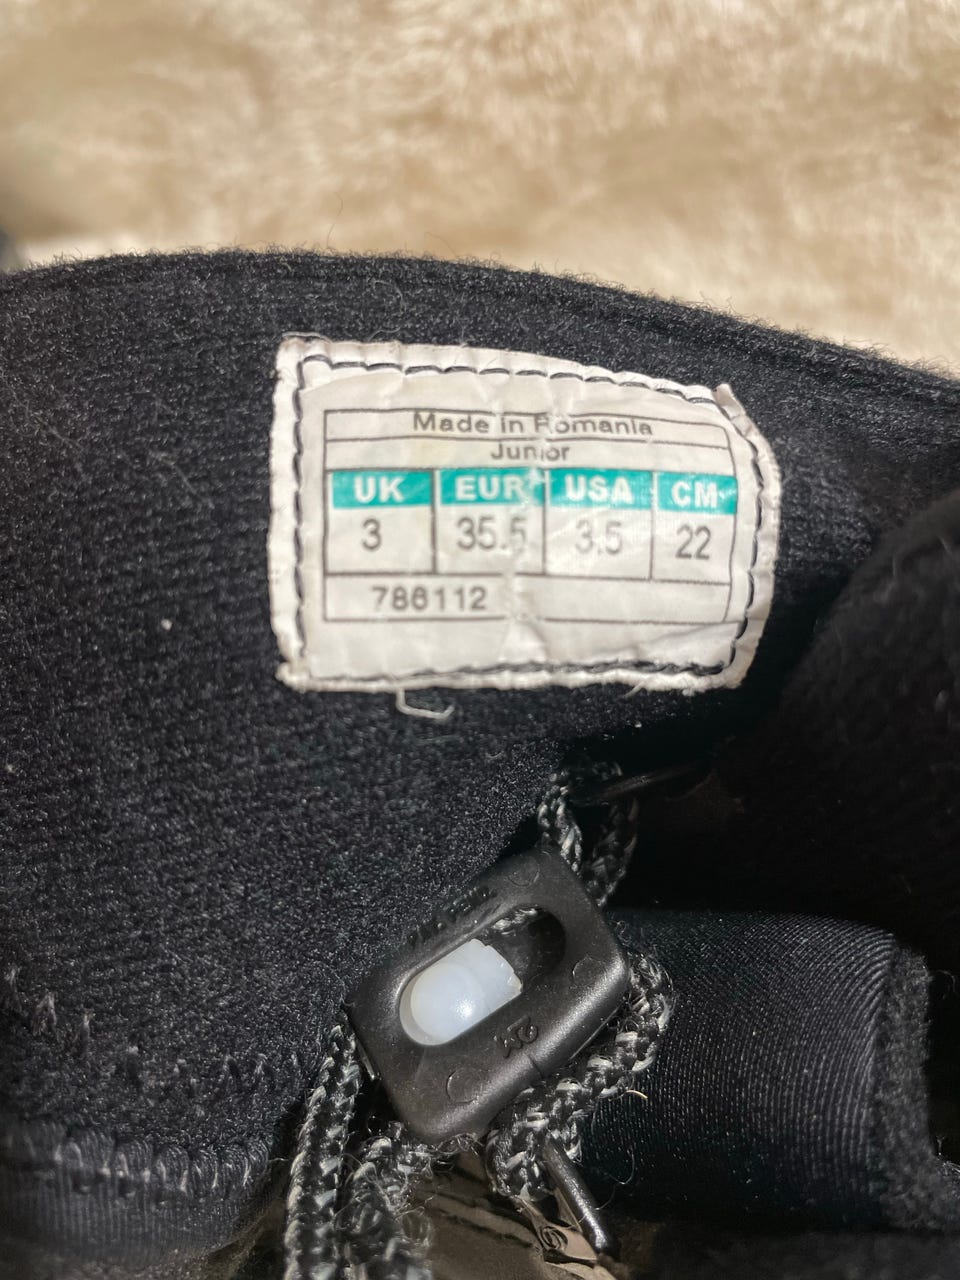 Made in Romania
Junior
UK EUR USA CM
3 35.5 3.5 22
786112